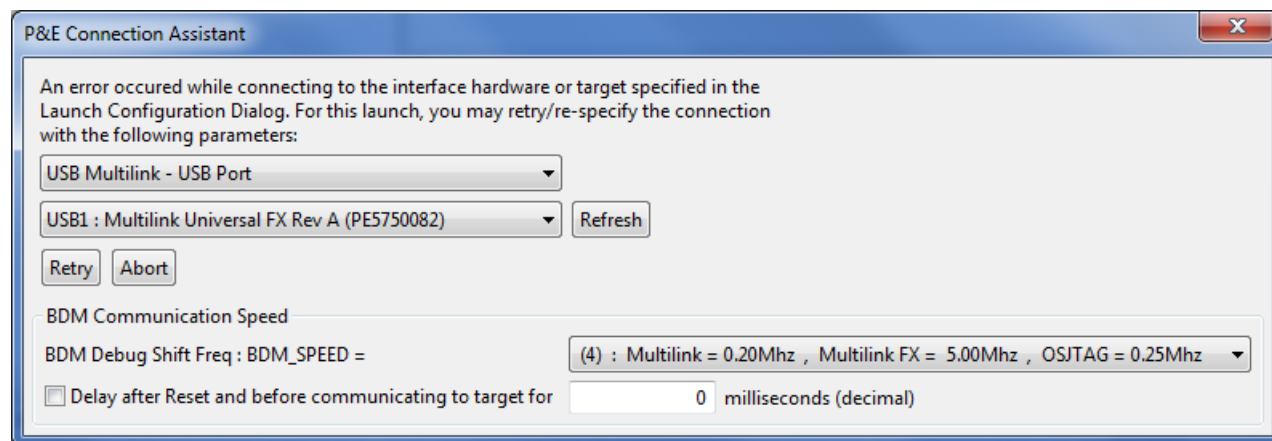 P&E Connection Assistant
X
An error occured while connecting to the interface hardware or target specified in the
Launch Configuration Dialog. For this launch, you may retry/re-specify the connection
with the following parameters:
USB Multilink - USB Port
USB1 : Multilink Universal FX Rev A (PE5750082)
Refresh
Retry
Abort
BDM Communication Speed
BDM Debug Shift Freq : BDM_SPEED =
(4) : Multilink = 0.20Mhz , Multilink FX = 5.00Mhz , OSJTAG = 0.25Mhz
Delay after Reset and before communicating to target for
0
milliseconds (decimal)